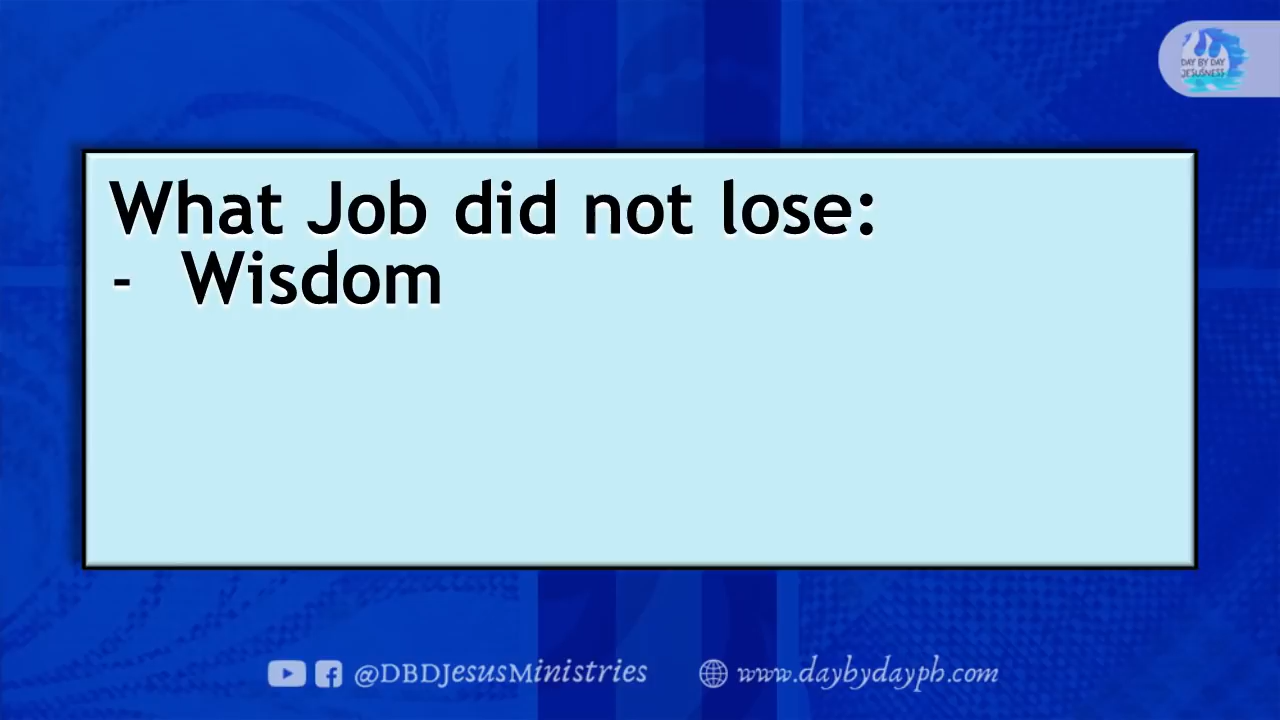 DAY BY DAY
JESUSNESS
What Job did not lose:
- Wisdom
@DBDJesusMinistries
www.daybydayph.com